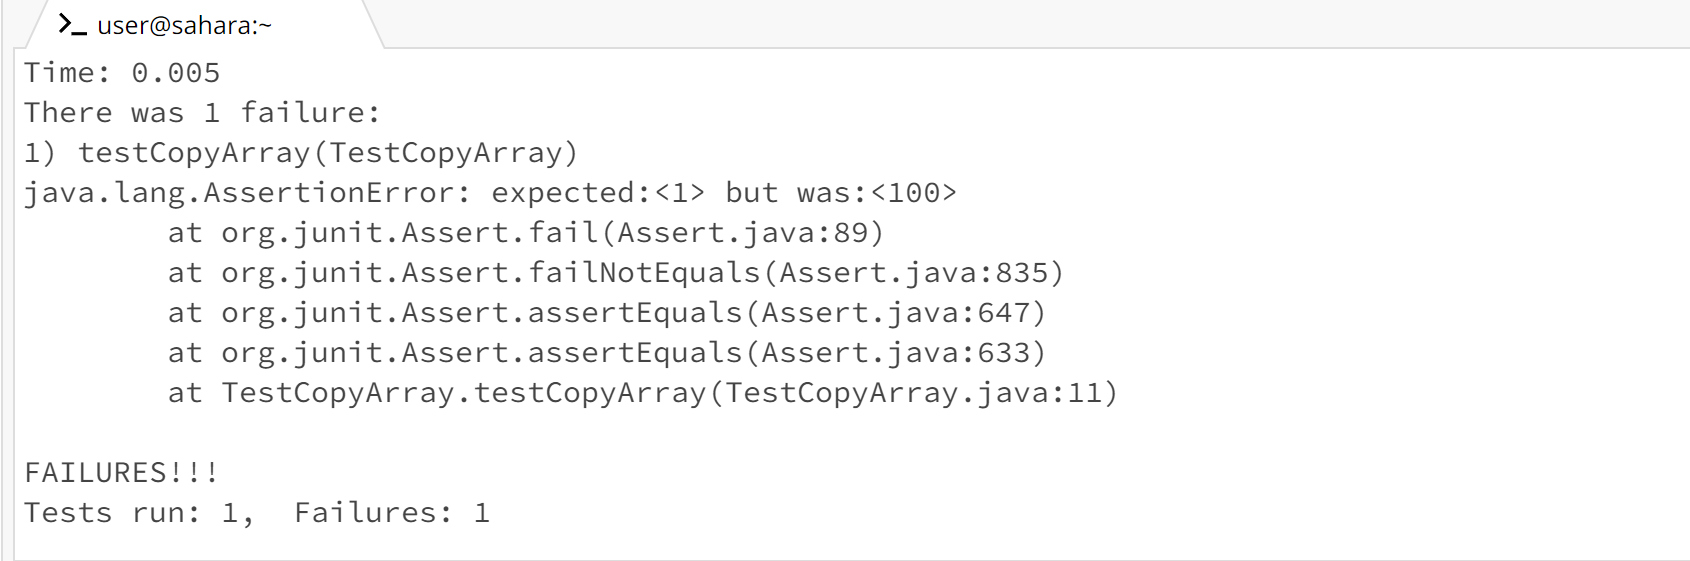 >_ user@sahara:~
Time: 0.005
There was 1 failure:
1) testCopyArray(TestCopyArray)
java.lang.AssertionError: expected:<1> but was:<100>
        at org.junit.Assert.fail(Assert.java:89)
        at org.junit.Assert.failNotEquals(Assert.java:835)
        at org.junit.Assert.assertEquals(Assert.java:647)
        at org.junit.Assert.assertEquals(Assert.java:633)
        at TestCopyArray.testCopyArray(TestCopyArray.java:11)
FAILURES!!!
Tests run: 1,  Failures: 1